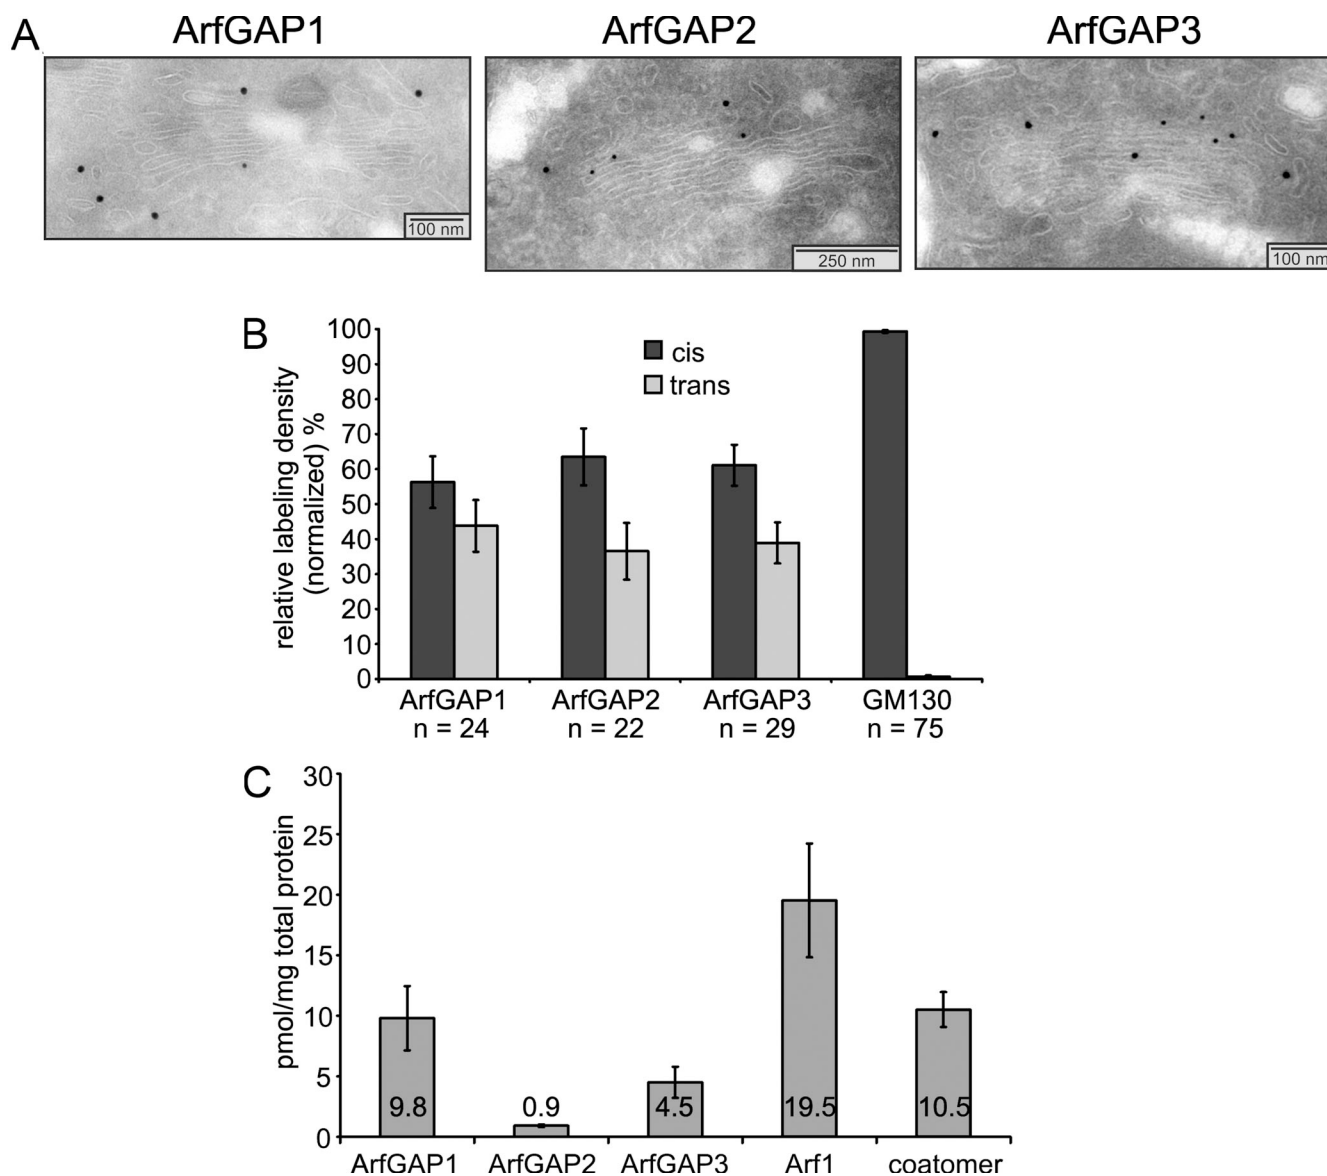 A
ArfGAP1
ArfGAP2
ArfGAP3
100 nm
250 nm
100 nm
B
relative labeling density
(normalized) %
100
90
80
70
60
50
40
30
20
10
0
cis
trans
ArfGAP1
n = 24
ArfGAP2
n = 22
ArfGAP3
n = 29
GM130
n = 75
C
pmol/mg total protein
30
25
20
15
10
5
0
9.8
0.9
4.5
19.5
10.5
ArfGAP1
ArfGAP2
ArfGAP3
Arf1
coatomer